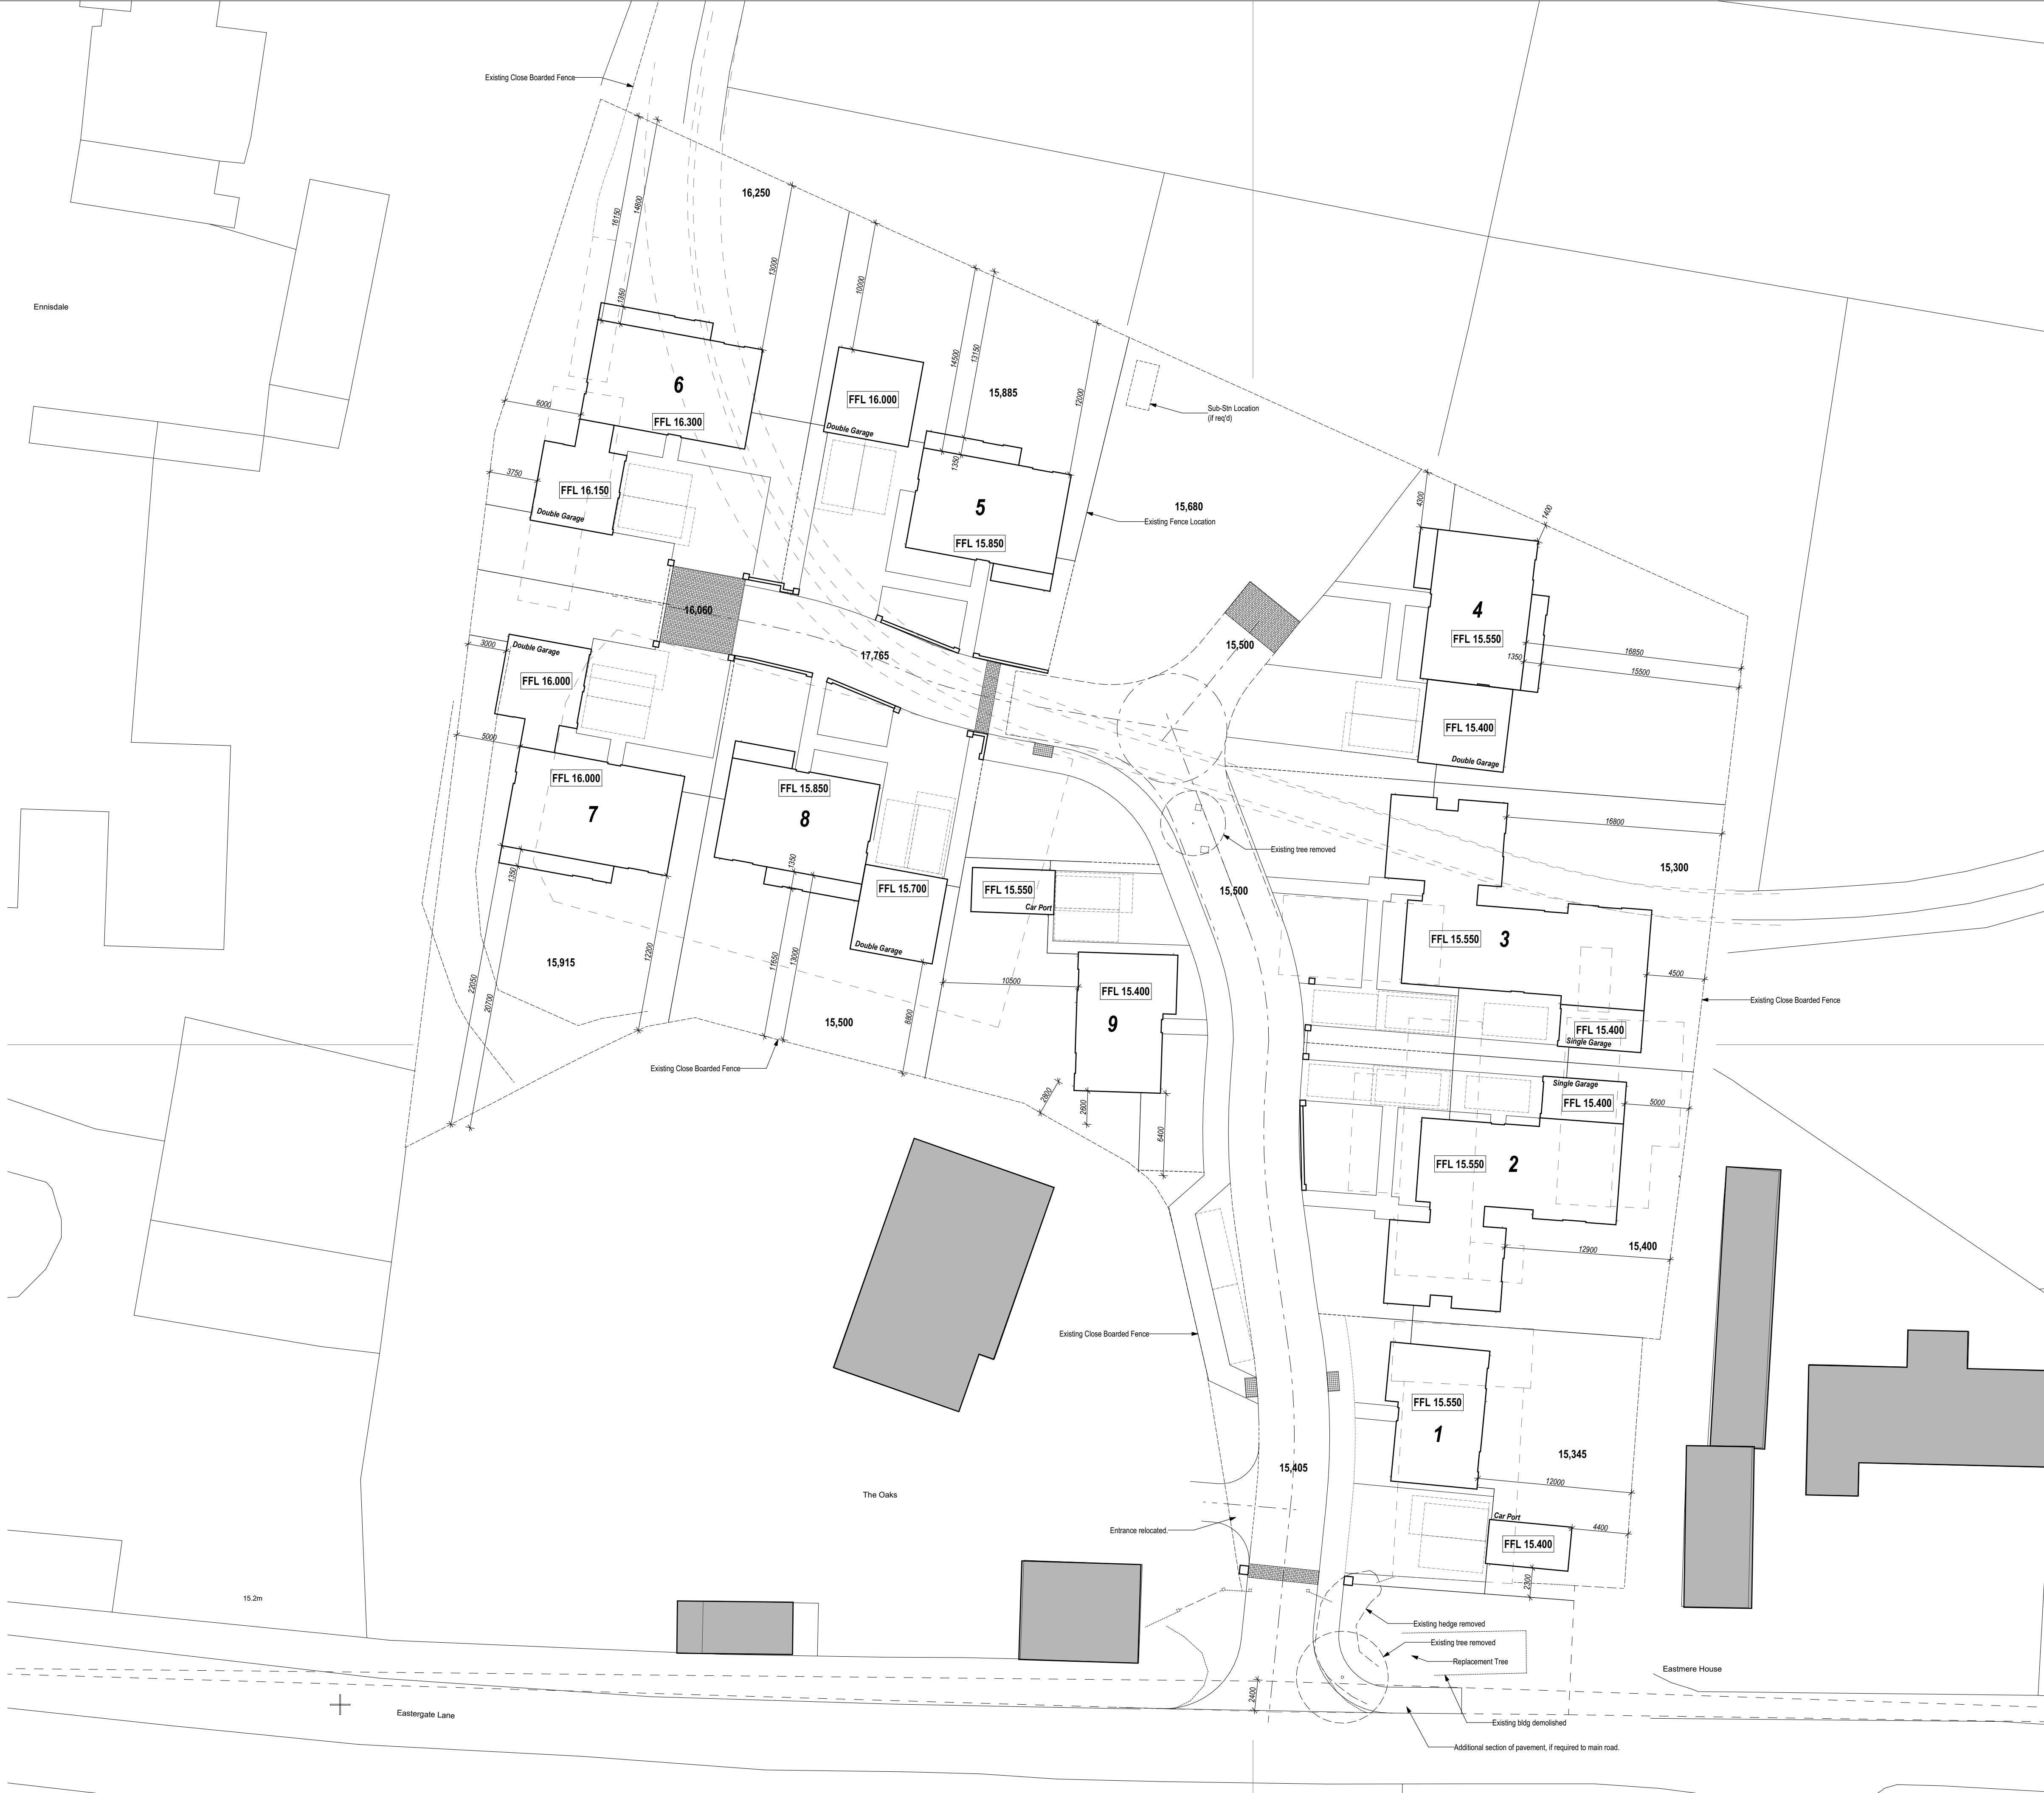 Existing Close Boarded Fence
16,250
16150
14800
13000
10000
1350
Ennisdale
14500
13150
15,885
12000
6
FFL 16.300
FFL 16.000
Double Garage
Sub-Stn Location
(if req'd)
6000
1350
3750
FFL 16.150
Double Garage
5
FFL 15.850
15,680
Existing Fence Location
4300
1400
16,060
17,765
15,500
4
FFL 15.550
1350
16850
15500
FFL 15.400
Double Garage
3000
Double Garage
FFL 16.000
5000
FFL 16.000
7
FFL 15.850
8
1350
1350
FFL 15.700
Double Garage
FFL 15.550
Car Port
Existing tree removed
15,500
16800
15,300
FFL 15.550
3
4500
Existing Close Boarded Fence
22050
20700
15,915
12200
11650
13000
15,500
8800
10500
FFL 15.400
9
FFL 15.400
Single Garage
Existing Close Boarded Fence
2800
2600
6400
Single Garage
FFL 15.400
5000
FFL 15.550
2
12900
15,400
Existing Close Boarded Fence
FFL 15.550
1
15,345
12000
15,405
The Oaks
Entrance relocated.
Car Port
FFL 15.400
4400
2300
15.2m
Existing hedge removed
Existing tree removed
Replacement Tree
Eastmere House
2400
Eastergate Lane
Existing bldg demolished
Additional section of pavement, if required to main road.